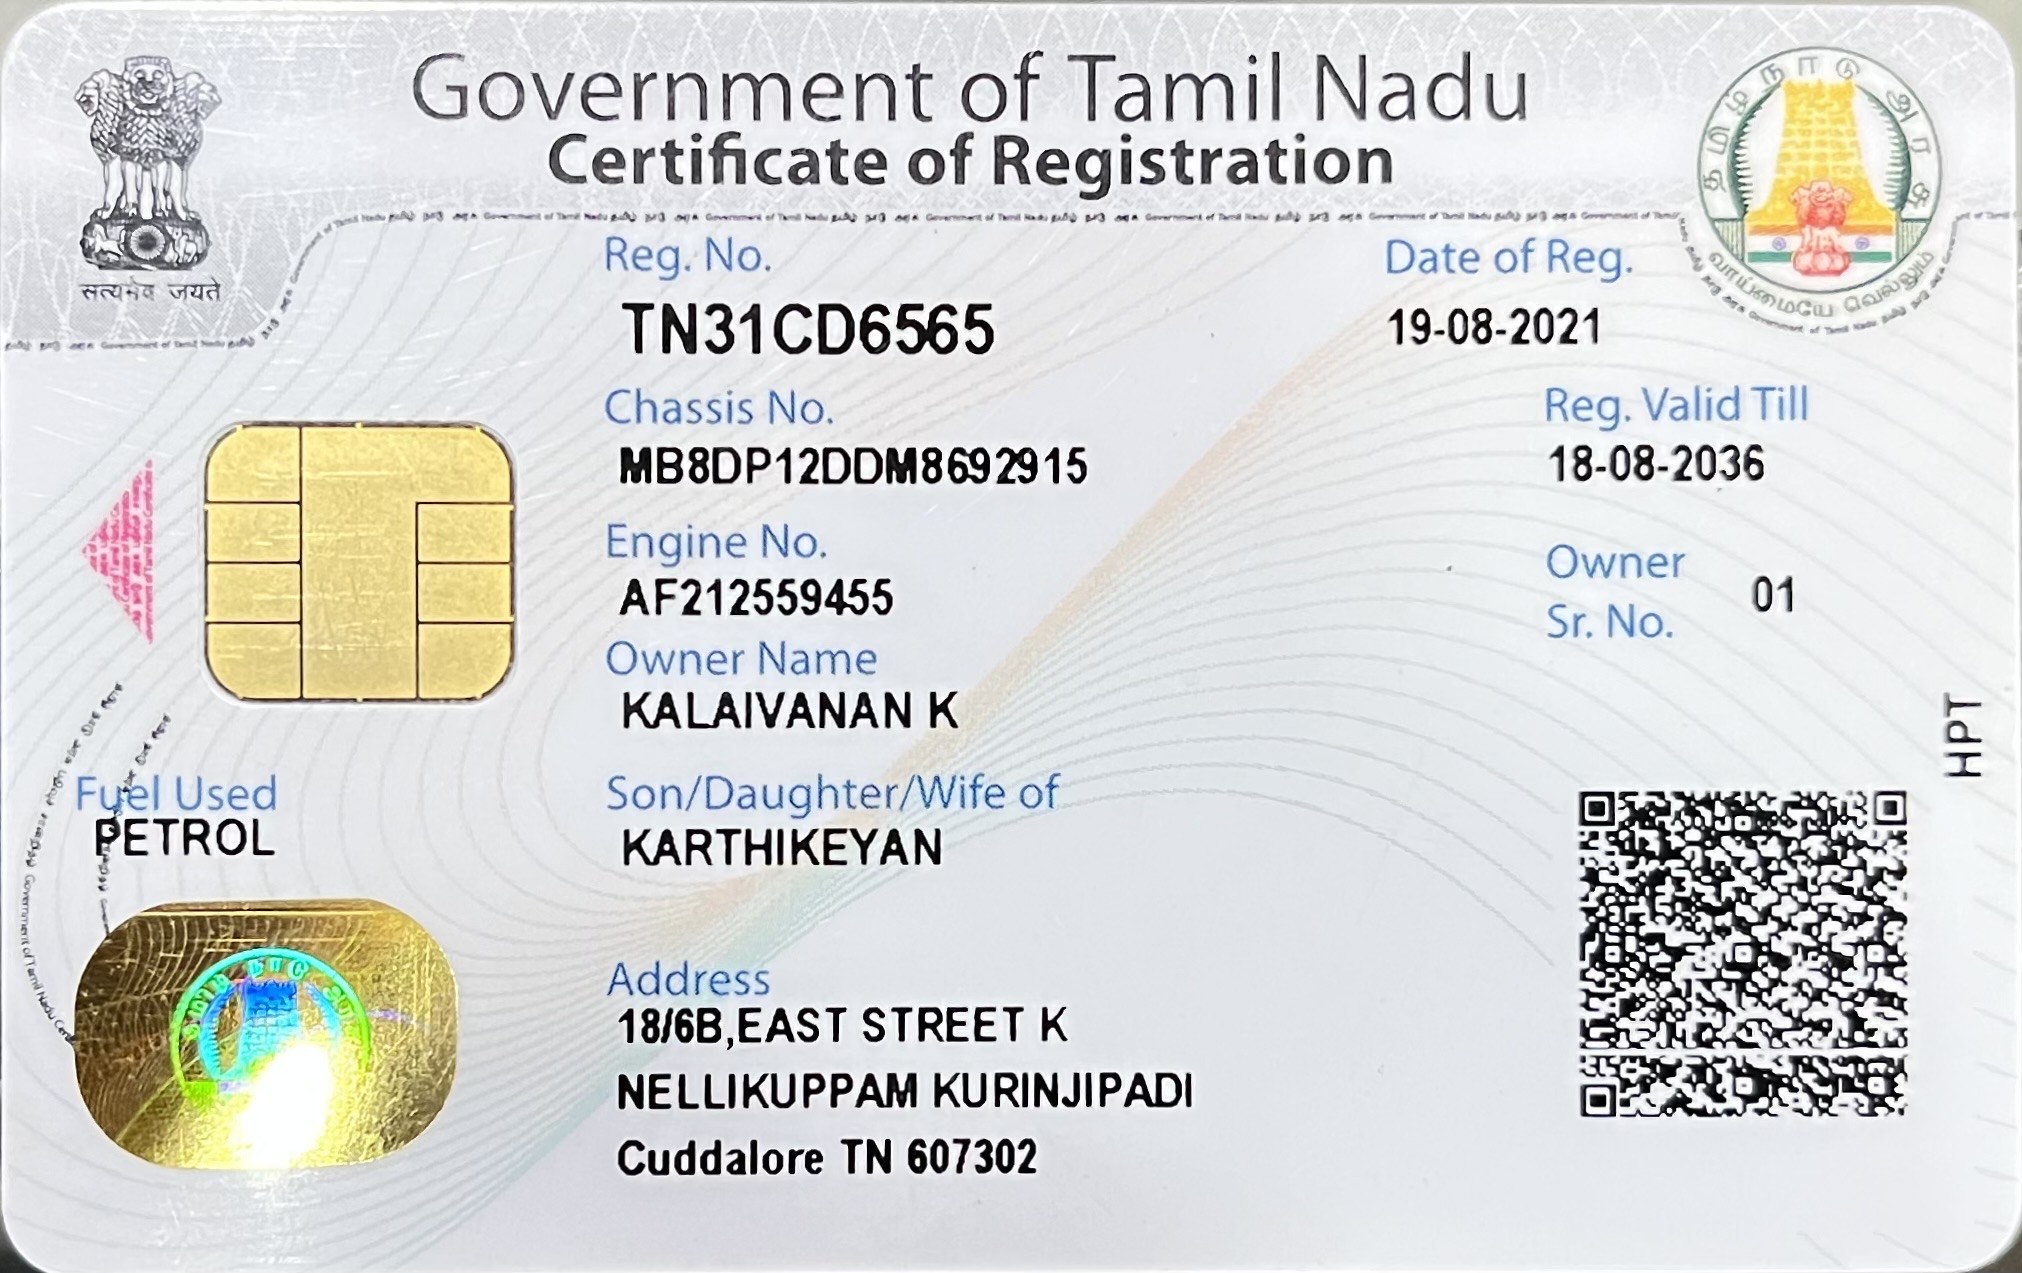 Government of Tamil Nadu
Certificate of Registration
सत्यमेव जयते
தமிழ்நாடு அரசு
வாய்மையே வெல்லும்
Reg. No.
TN31CD6565
Date of Reg.
19-08-2021
Chassis No.
MB8DP12DDM8692915
Reg. Valid Till
18-08-2036
Engine No.
AF212559455
Owner
Sr. No.
01
Owner Name
KALAIVANAN K
HPT
Fuel Used
PETROL
Son/Daughter/Wife of
KARTHIKEYAN
Address
18/6B,EAST STREET K
NELLIKUPPAM KURINJIPADI
Cuddalore TN 607302